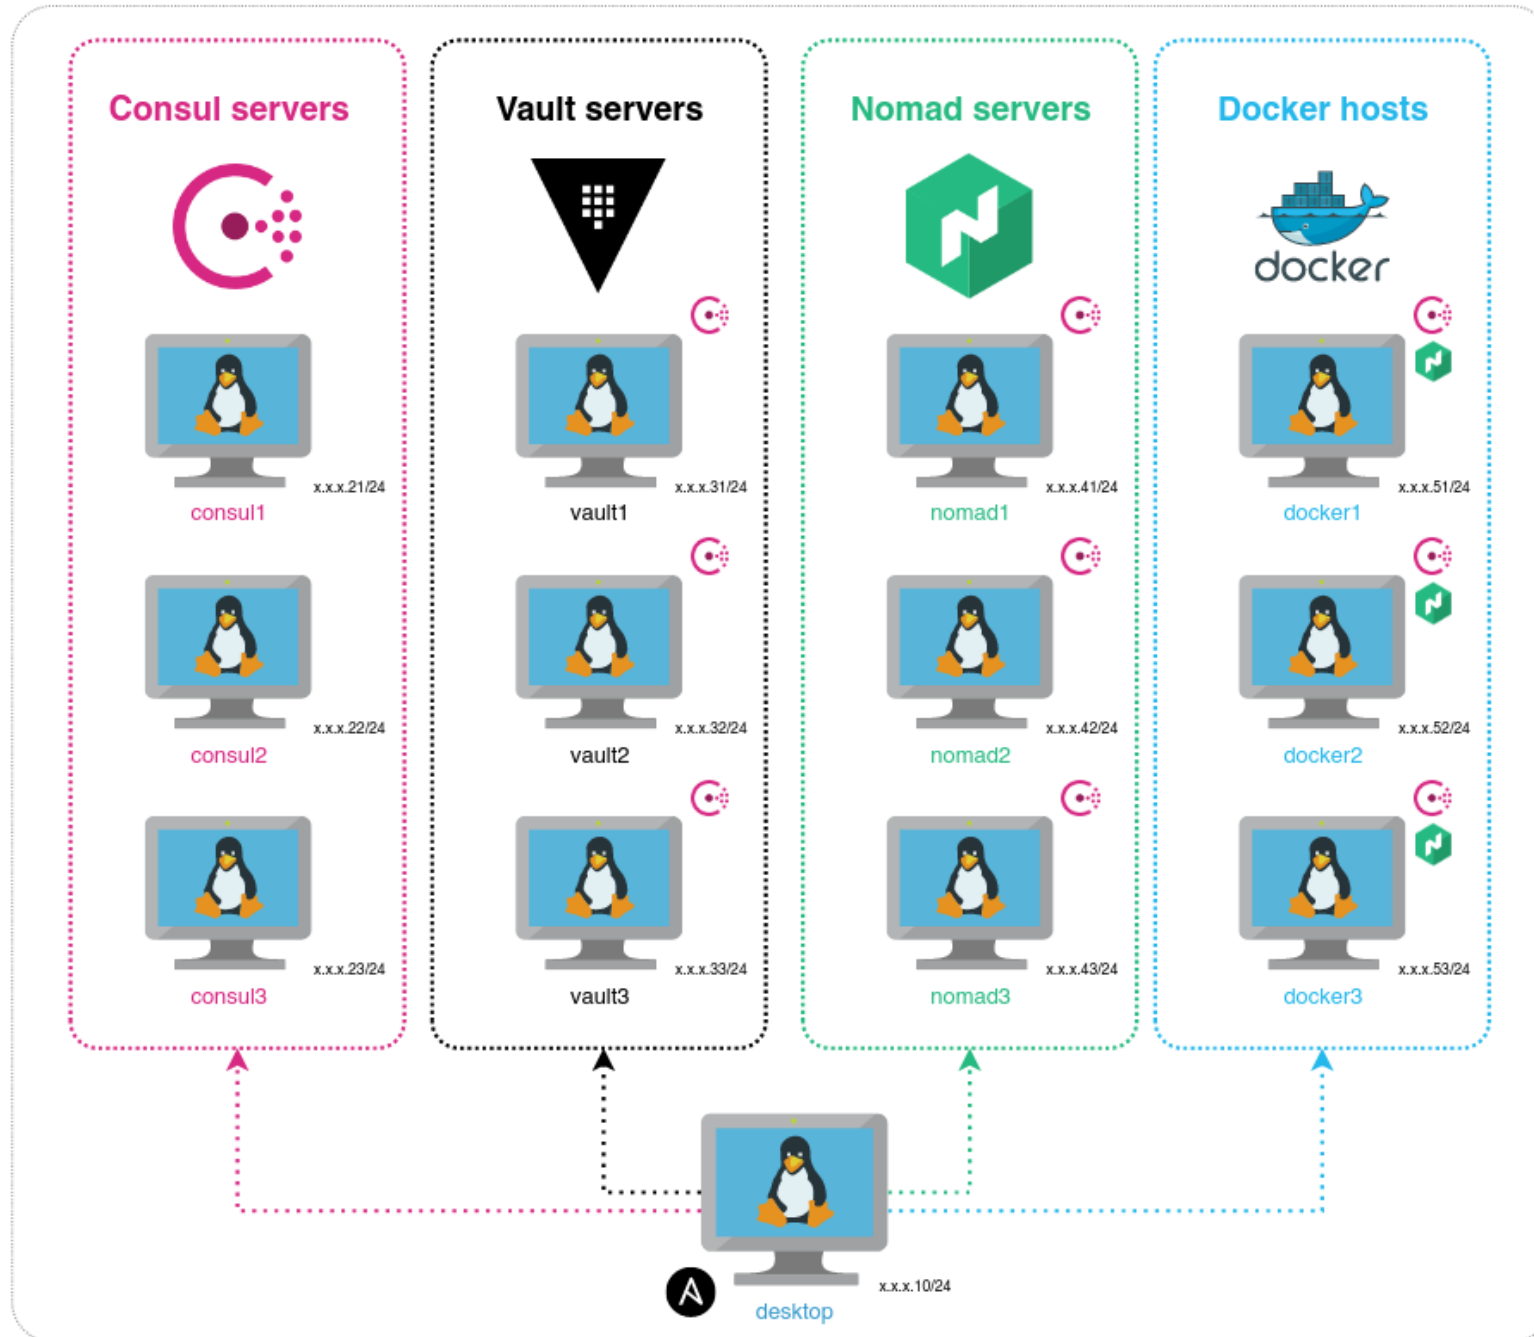 Consul servers
Vault servers
Nomad servers
Docker hosts
docker
x.x.x.21/24
x.x.x.31/24
x.x.x.41/24
x.x.x.51/24
consul1
vault1
nomad1
docker1
x.x.x.22/24
x.x.x.32/24
x.x.x.42/24
x.x.x.52/24
consul2
vault2
nomad2
docker2
x.x.x.23/24
x.x.x.33/24
x.x.x.43/24
x.x.x.53/24
consul3
vault3
nomad3
docker3
x.x.x.10/24
desktop